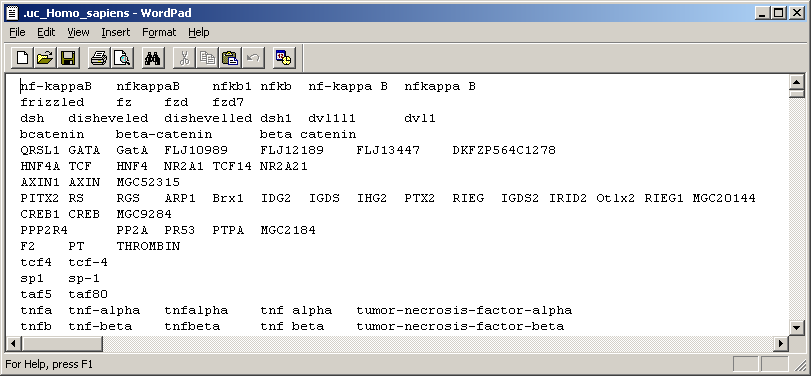 .uc_Homo_sapiens - WordPad
File Edit View Insert Format Help
nf-kappaB nfkappaB nfkb1 nfkb nf-kappa B nfkappa B
frizzled fz fzd fzd7
dsh disheveled dishevelled dsh1 dvl1l1 dvl1
bcatenin beta-catenin beta catenin
QRSL1 GATA GatA FLJ10989 FLJ12189 FLJ13447 DKFZP564C1278
HNF4A TCF HNF4 NR2A1 TCF14 NR2A21
AXIN1 AXIN MGC52315
PITX2 RS RGS ARP1 Brx1 IDG2 IGDS IHG2 PTX2 RIEG IGDS2 IRID2 Otlx2 RIEG1 MGC20144
CREB1 CREB MGC9284
PPP2R4 PP2A PR53 PTPA MGC2184
F2 PT THROMBIN
tcf4 tcf-4
sp1 sp-1
taf5 taf80
tnfa tnf-alpha tnfalpha tnf alpha tumor-necrosis-factor-alpha
tnfb tnf-beta tnfbeta tnf beta tumor-necrosis-factor-beta
For Help, press F1